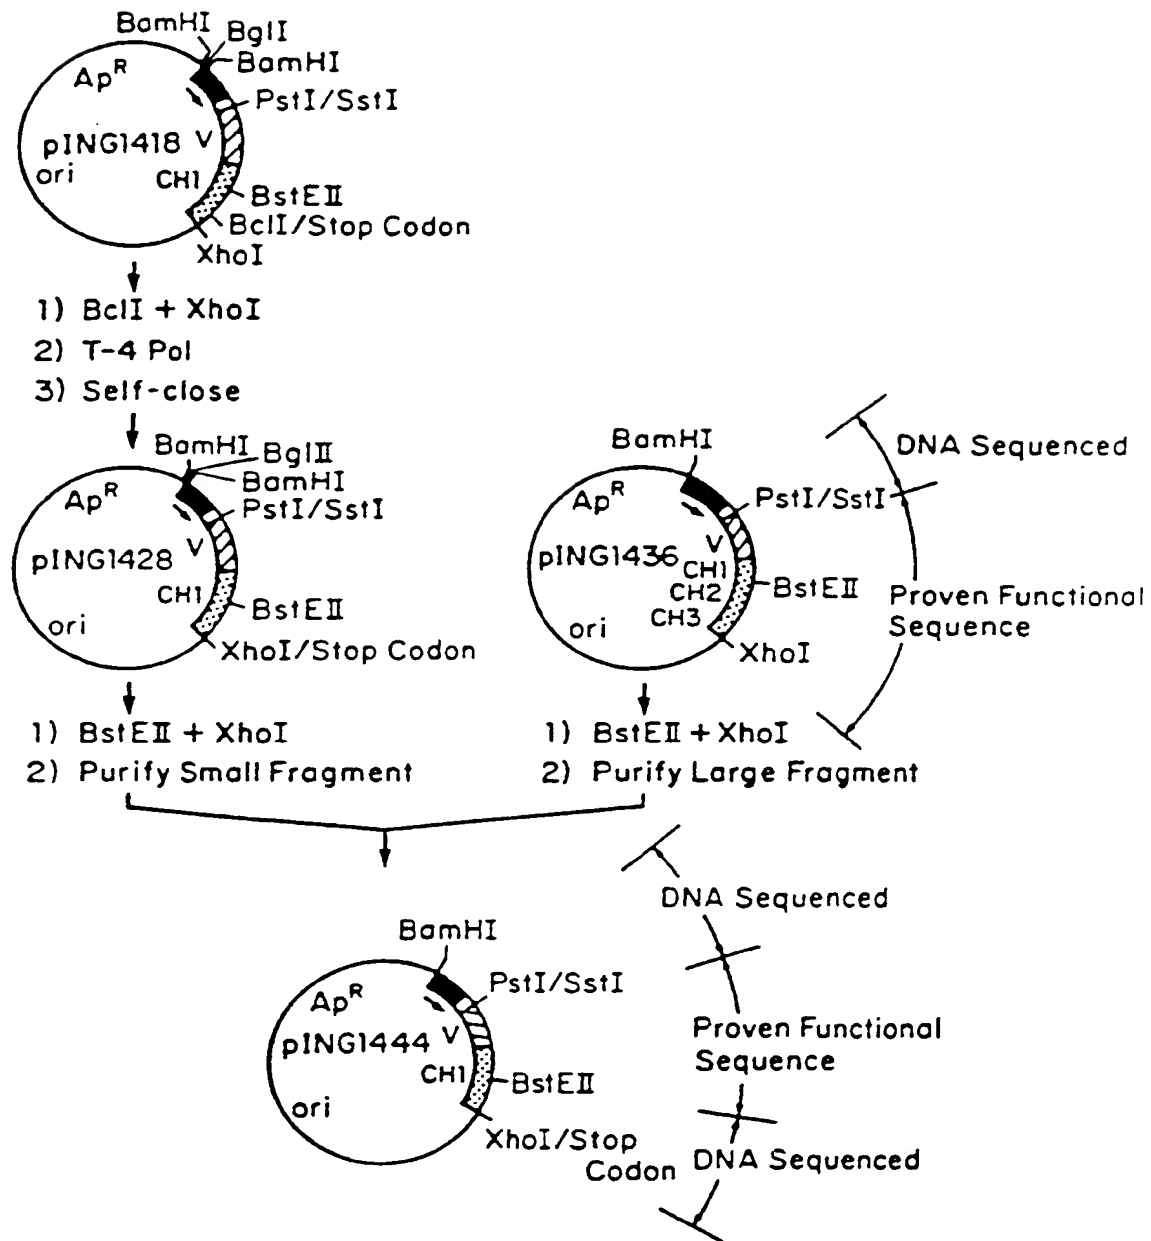 BamHI
BglI
BamHI
Ap^R
PstI/SstI
pING1418
V
ori
CH1
BstEII
BclI/Stop Codon
XhoI
1) BclI + XhoI
2) T-4 Pol
3) Self-close
BamHI
BglII
BamHI
Ap^R
PstI/SstI
V
pING1428
CH1
BstEII
ori
XhoI/Stop Codon
BamHI
DNA Sequenced
Ap^R
PstI/SstI
pING1436
V
CH1
CH2
BstEII
CH3
ori
XhoI
Proven Functional
Sequence
1) BstEII + XhoI
2) Purify Small Fragment
1) BstEII + XhoI
2) Purify Large Fragment
DNA Sequenced
BamHI
PstI/SstI
Ap^R
V
pING1444
CH1
BstEII
ori
XhoI/Stop
Codon
Proven Functional
Sequence
DNA Sequenced